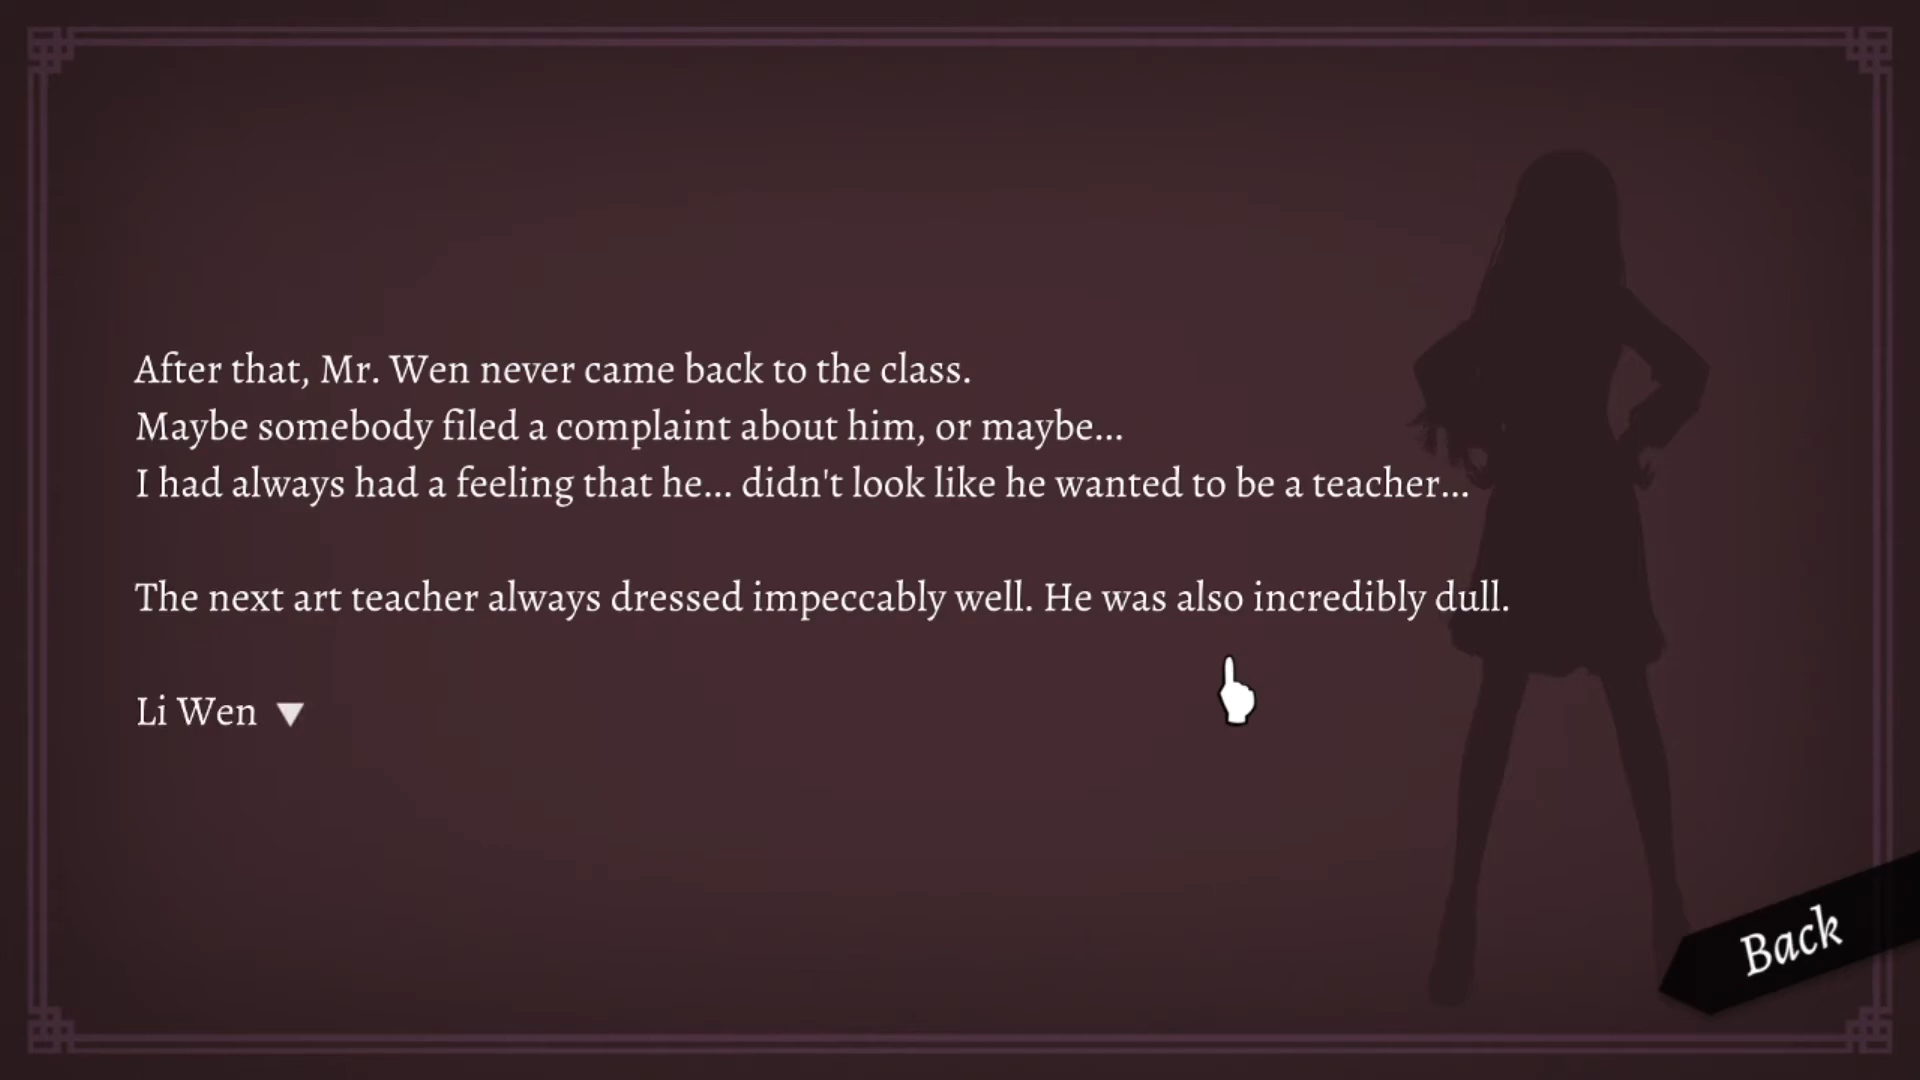 After that, Mr. Wen never came back to the class.
Maybe somebody filed a complaint about him, or maybe...
I had always had a feeling that he... didn't look like he wanted to be a teacher...
The next art teacher always dressed impeccably well. He was also incredibly dull.
Li Wen
Back